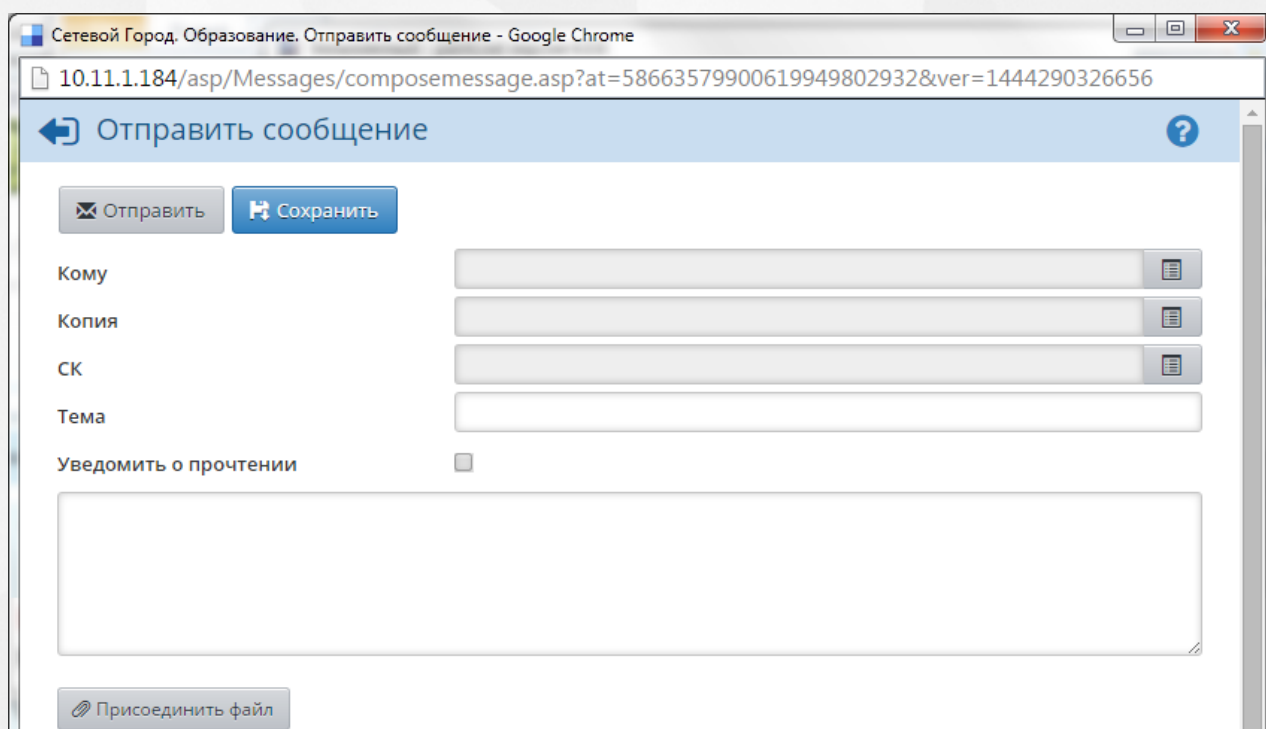 Сетевой Город. Образование. Отправить сообщение - Google Chrome
10.11.1.184/asp/Messages/composemessage.asp?at=58663579900619949802932&ver=1444290326656
Отправить сообщение
Отправить Сохранить
Кому
Копия
СК
Тема
Уведомить о прочтении
Присоединить файл